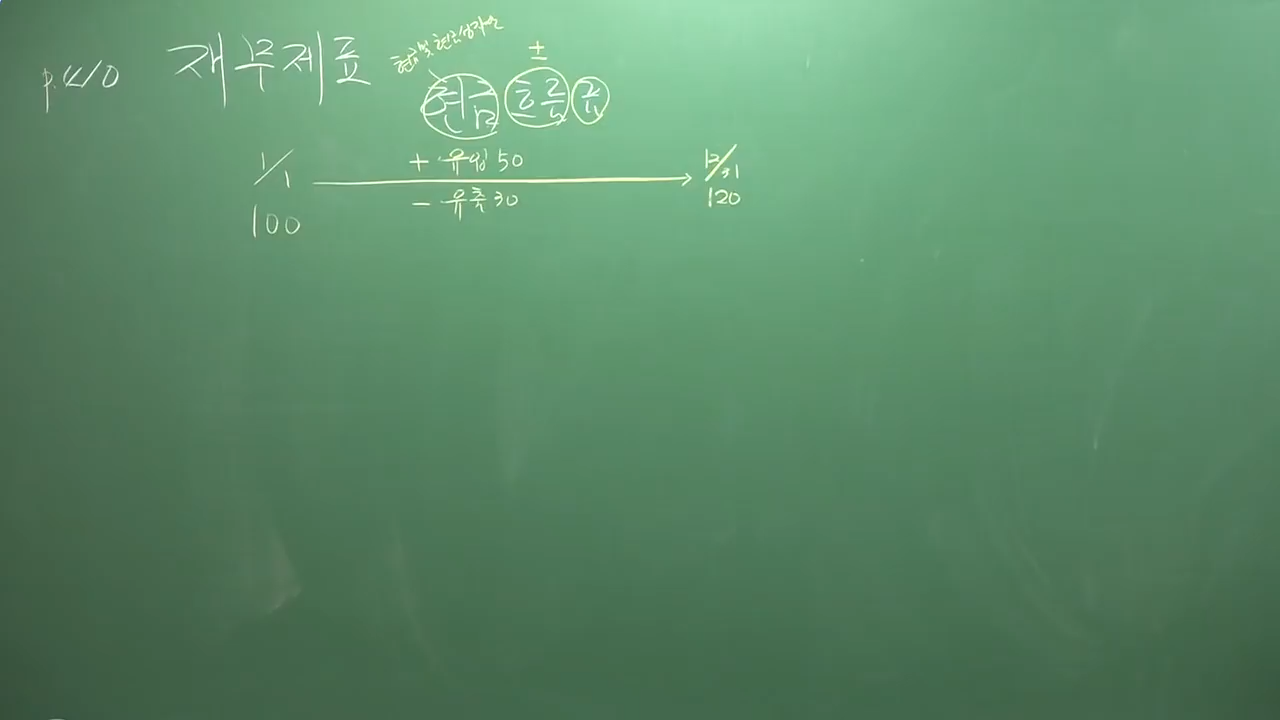 재무제표
현금및현금성자산
±
현금 흐름 표
1/1
+ 유입 50
12/31
100
- 유출 30
120